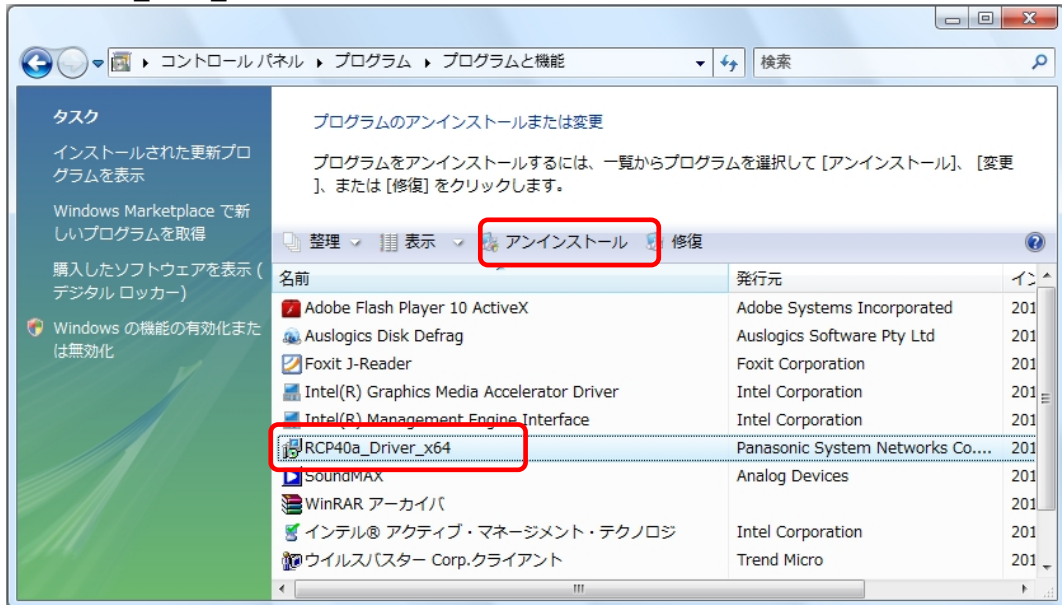 コントロール パネル ▸ プログラム ▸ プログラムと機能
検索
タスク
インストールされた更新プロ
グラムを表示
Windows Marketplace で新
しいプログラムを取得
購入したソフトウェアを表示 (
デジタル ロッカー)
Windows の機能の有効化また
は無効化
プログラムのアンインストールまたは変更
プログラムをアンインストールするには、一覧からプログラムを選択して [アンインストール]、 [変更
]、または [修復] をクリックします。
整理 表示 アンインストール 修復
名前 発行元
Adobe Flash Player 10 ActiveX Adobe Systems Incorporated 201
Auslogics Disk Defrag Auslogics Software Pty Ltd 201
Foxit J-Reader Foxit Corporation 201
Intel(R) Graphics Media Accelerator Driver Intel Corporation 201
Intel(R) Management Engine Interface Intel Corporation 201
RCP40a_Driver_x64 Panasonic System Networks Co.... 201
SoundMAX Analog Devices 201
WinRAR アーカイバ 201
インテル® アクティブ・マネージメント・テクノロジ Intel Corporation 201
ウイルスバスター Corp.クライアント Trend Micro 201